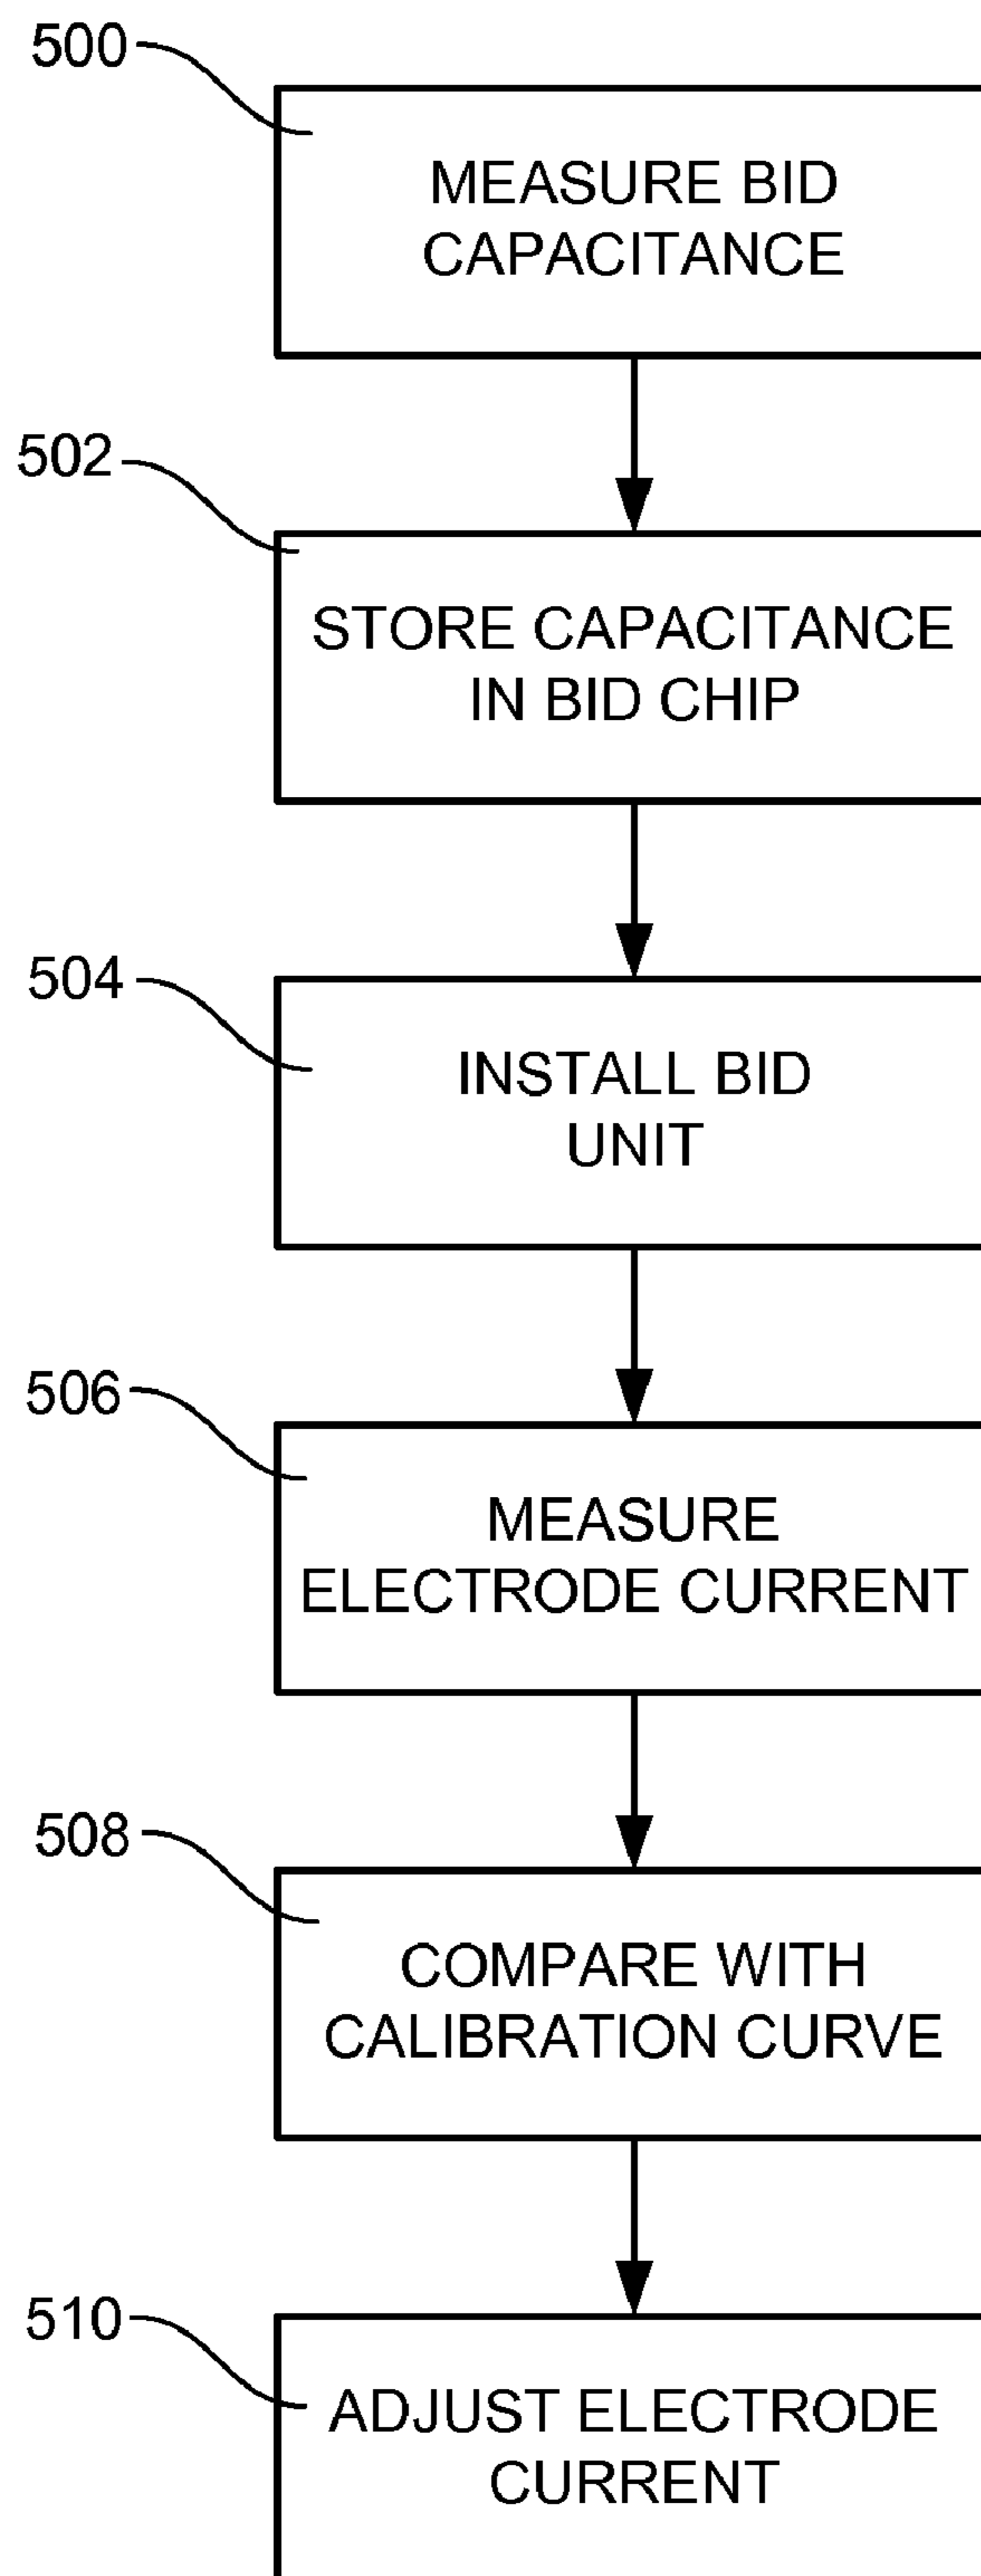 500
MEASURE BID
CAPACITANCE
502
STORE CAPACITANCE
IN BID CHIP
504
INSTALL BID
UNIT
506
MEASURE
ELECTRODE CURRENT
508
COMPARE WITH
CALIBRATION CURVE
510
ADJUST ELECTRODE
CURRENT